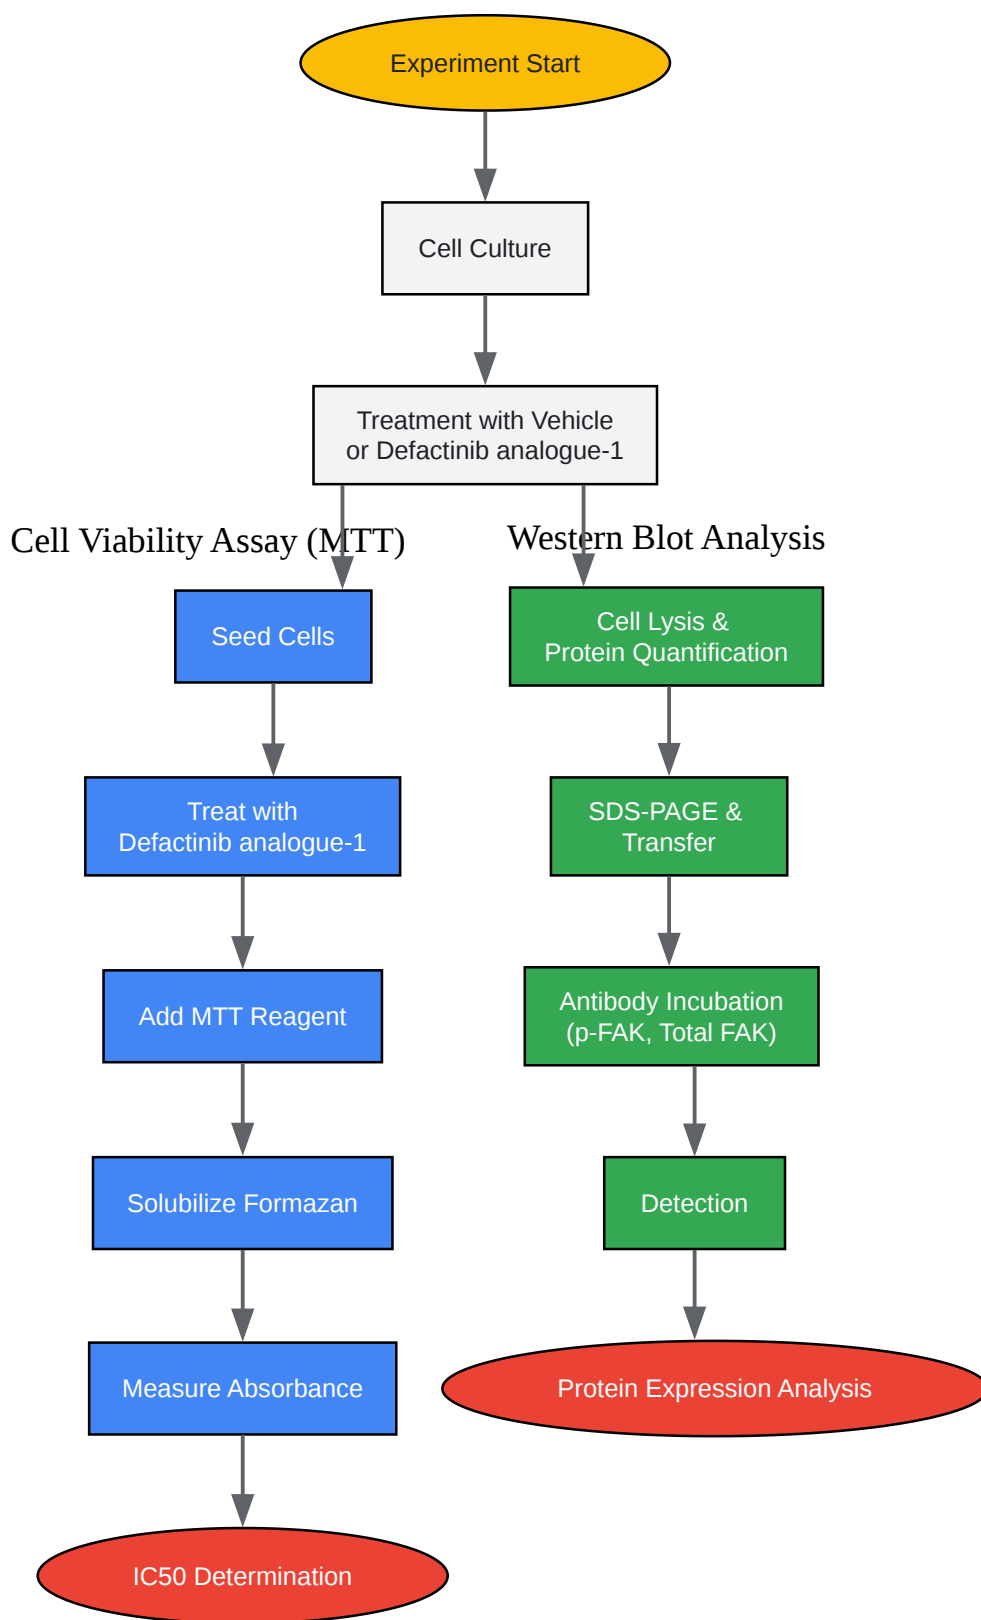 Experiment Start
Cell Culture
Treatment with Vehicle
or Defactinib analogue-1
Cell Viability Assay (MTT)
Seed Cells
Treat with
Defactinib analogue-1
Add MTT Reagent
Solubilize Formazan
Measure Absorbance
IC50 Determination
Western Blot Analysis
Cell Lysis &
Protein Quantification
SDS-PAGE &
Transfer
Antibody Incubation
(p-FAK, Total FAK)
Detection
Protein Expression Analysis